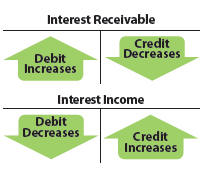 Interest Receivable
Debit
Increases
Credit
Decreases
Interest Income
Debit
Decreases
Credit
Increases